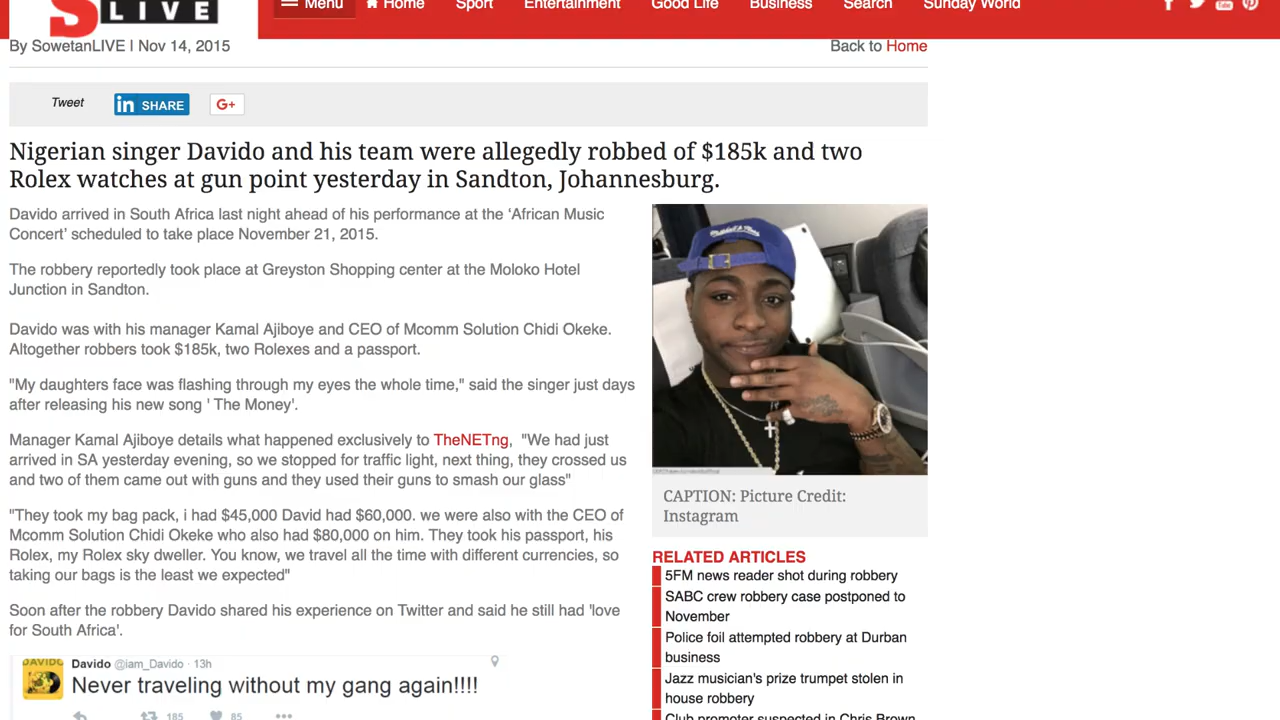 S LIVE
Menu Home Sport Entertainment Good Life Business Search Sunday World
By SowetanLIVE | Nov 14, 2015
Back to Home
Tweet
in SHARE
G+
Nigerian singer Davido and his team were allegedly robbed of $185k and two
Rolex watches at gun point yesterday in Sandton, Johannesburg.
Davido arrived in South Africa last night ahead of his performance at the ‘African Music
Concert’ scheduled to take place November 21, 2015.
The robbery reportedly took place at Greyston Shopping center at the Moloko Hotel
Junction in Sandton.
Davido was with his manager Kamal Ajiboye and CEO of Mcomm Solution Chidi Okeke.
Altogether robbers took $185k, two Rolexes and a passport.
"My daughters face was flashing through my eyes the whole time," said the singer just days
after releasing his new song ' The Money'.
Manager Kamal Ajiboye details what happened exclusively to TheNETng, "We had just
arrived in SA yesterday evening, so we stopped for traffic light, next thing, they crossed us
and two of them came out with guns and they used their guns to smash our glass"
"They took my bag pack, i had $45,000 David had $60,000. we were also with the CEO of
Mcomm Solution Chidi Okeke who also had $80,000 on him. They took his passport, his
Rolex, my Rolex sky dweller. You know, we travel all the time with different currencies, so
taking our bags is the least we expected"
Soon after the robbery Davido shared his experience on Twitter and said he still had 'love
for South Africa'.
DAVIDO
Davido @iam_Davido · 13h
Never traveling without my gang again!!!!
185 85
CAPTION: Picture Credit:
Instagram
RELATED ARTICLES
5FM news reader shot during robbery
SABC crew robbery case postponed to
November
Police foil attempted robbery at Durban
business
Jazz musician's prize trumpet stolen in
house robbery
Club promoter suspected in Chris Brown